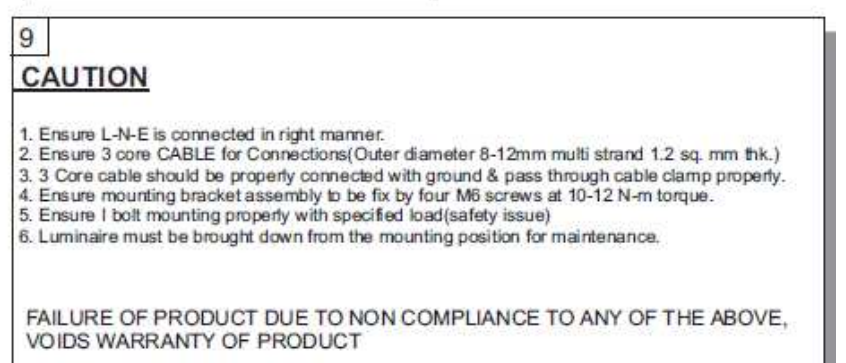 9
CAUTION
1. Ensure L-N-E is connected in right manner.
2. Ensure 3 core CABLE for Connections(Outer diameter 8-12mm multi strand 1.2 sq. mm thk.)
3. 3 Core cable should be properly connected with ground & pass through cable clamp properly.
4. Ensure mounting bracket assembly to be fix by four M6 screws at 10-12 N-m torque.
5. Ensure I bolt mounting properly with specified load(safety issue)
6. Luminaire must be brought down from the mounting position for maintenance.
FAILURE OF PRODUCT DUE TO NON COMPLIANCE TO ANY OF THE ABOVE,
VOIDS WARRANTY OF PRODUCT